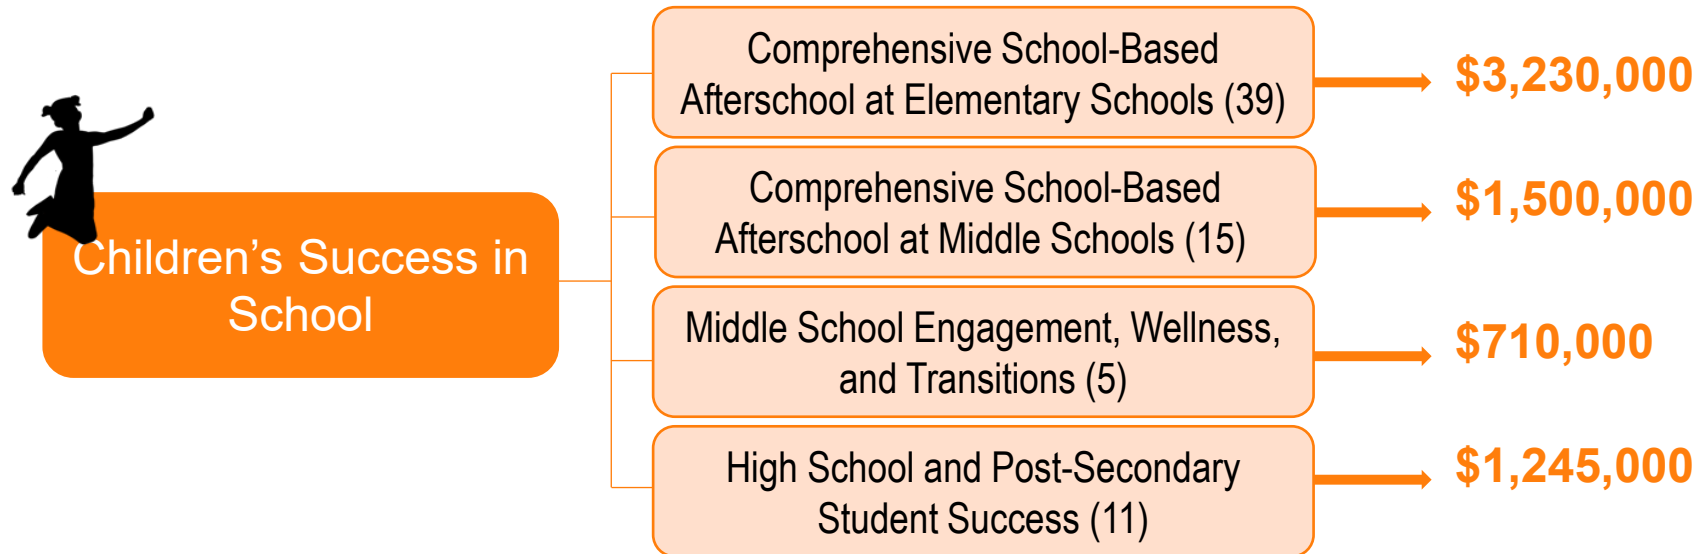 Comprehensive School-Based
Afterschool at Elementary Schools (39)
$3,230,000
Comprehensive School-Based
Afterschool at Middle Schools (15)
$1,500,000
Children’s Success in
School
Middle School Engagement, Wellness,
and Transitions (5)
$710,000
High School and Post-Secondary
Student Success (11)
$1,245,000